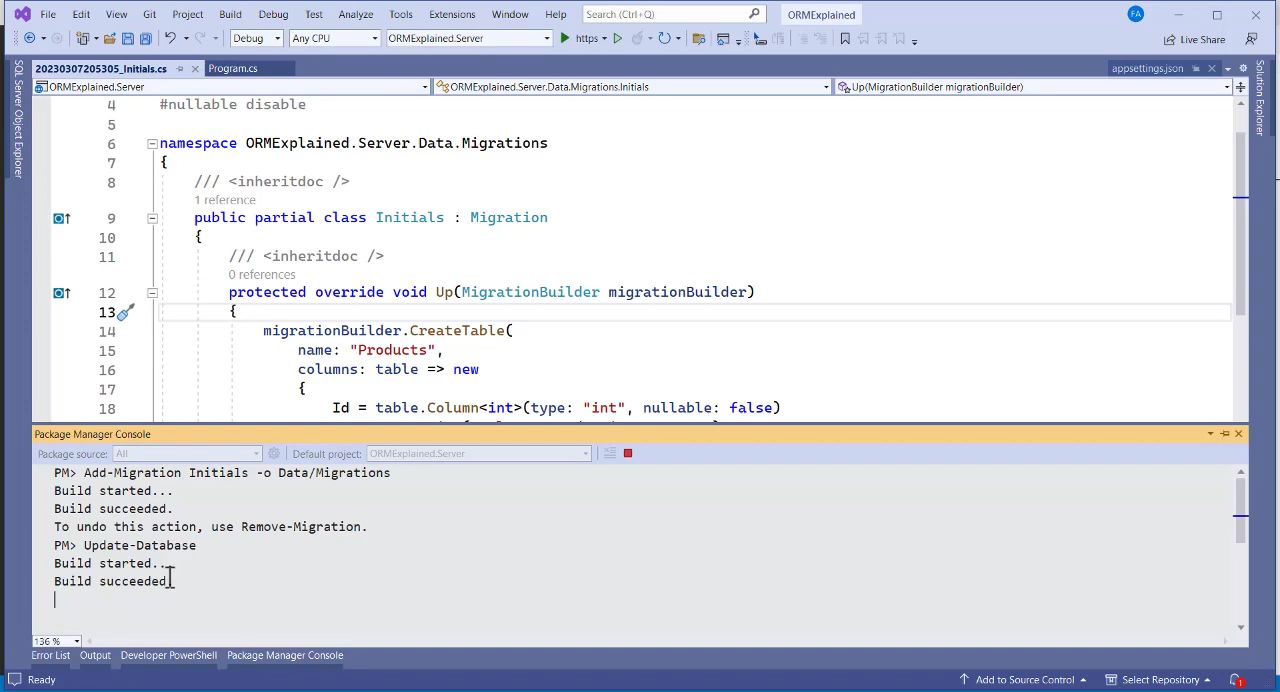 File Edit View Git Project Build Debug Test Analyze Tools Extensions Window Help Search (Ctrl+Q) ORMExplained FA
Debug Any CPU ORMExplained.Server https Live Share
20230307205305_Initials.cs Program.cs appsettings.json
ORMExplained.Server ORMExplained.Server.Data.Migrations.Initials Up(MigrationBuilder migrationBuilder)
SQL Server Object Explorer
Solution Explorer
4 #nullable disable
5
6 namespace ORMExplained.Server.Data.Migrations
7 {
8 /// <inheritdoc />
1 reference
9 public partial class Initials : Migration
10 {
11 /// <inheritdoc />
0 references
12 protected override void Up(MigrationBuilder migrationBuilder)
13 {
14 migrationBuilder.CreateTable(
15 name: "Products",
16 columns: table => new
17 {
18 Id = table.Column<int>(type: "int", nullable: false)
Package Manager Console
Package source: All Default project: ORMExplained.Server
PM> Add-Migration Initials -o Data/Migrations
Build started...
Build succeeded.
To undo this action, use Remove-Migration.
PM> Update-Database
Build started...
Build succeeded.
136 %
Error List Output Developer PowerShell Package Manager Console
Ready Add to Source Control Select Repository 1